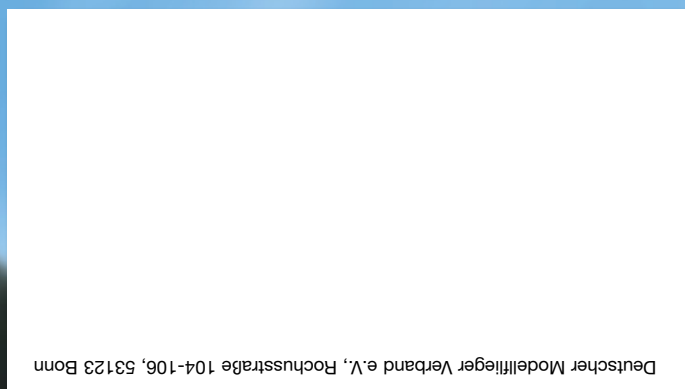 Deutscher Modellflieger Verband e.V., Rochusstraße 104-106, 53123 Bonn